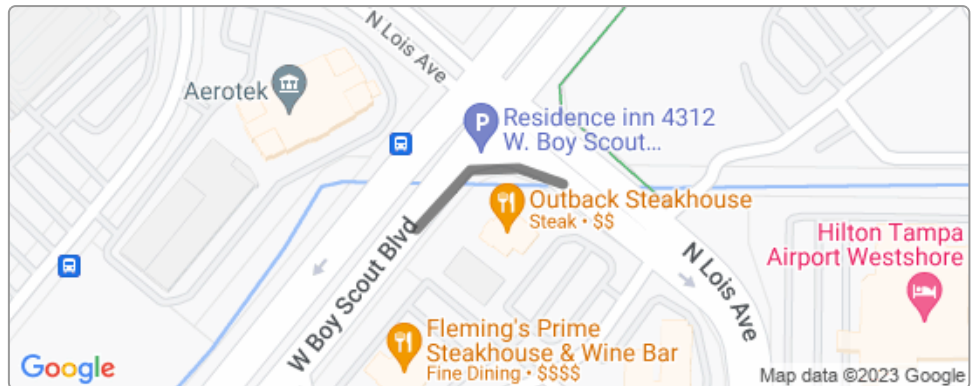 N Lois Ave
Aerotek
P
Residence inn 4312
W. Boy Scout...
Outback Steakhouse
Steak • $$
W Boy Scout Blvd
N Lois Ave
Hilton Tampa
Airport Westshore
Fleming's Prime
Steakhouse & Wine Bar
Fine Dining • $$$$
Google
Map data ©2023 Google